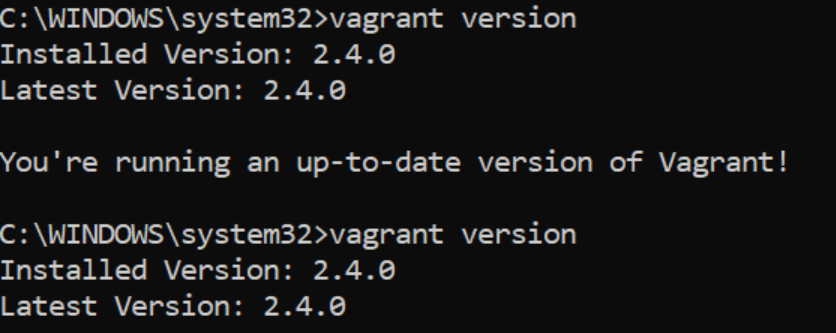 C:\WINDOWS\system32>vagrant version
Installed Version: 2.4.0
Latest Version: 2.4.0
You're running an up-to-date version of Vagrant!
C:\WINDOWS\system32>vagrant version
Installed Version: 2.4.0
Latest Version: 2.4.0